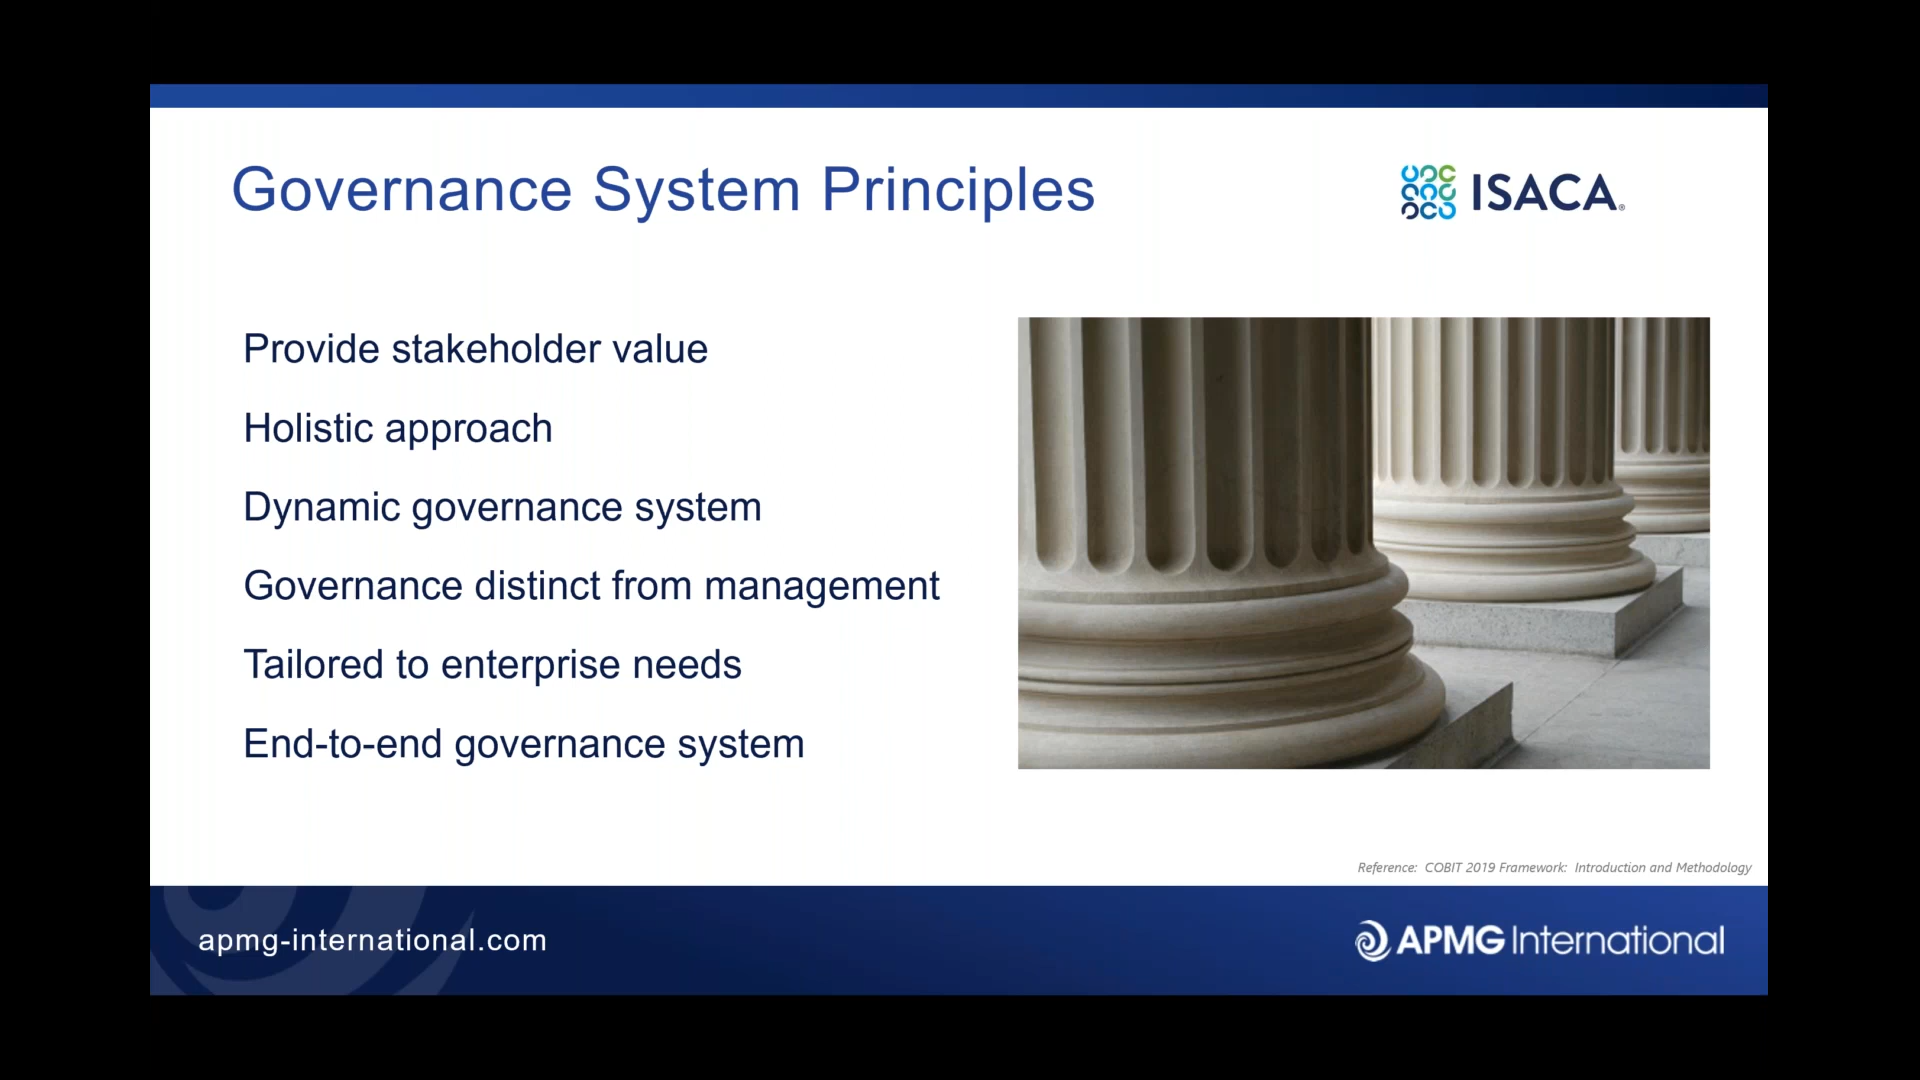 Governance System Principles
ISACA®
Provide stakeholder value
Holistic approach
Dynamic governance system
Governance distinct from management
Tailored to enterprise needs
End-to-end governance system
Reference: COBIT 2019 Framework: Introduction and Methodology
apmg-international.com
APMG International